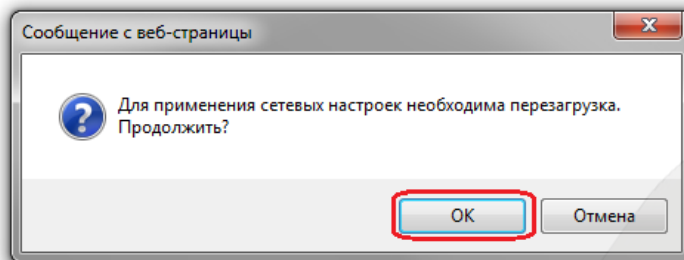 Сообщение с веб-страницы
Для применения сетевых настроек необходима перезагрузка.
Продолжить?
OK
Отмена